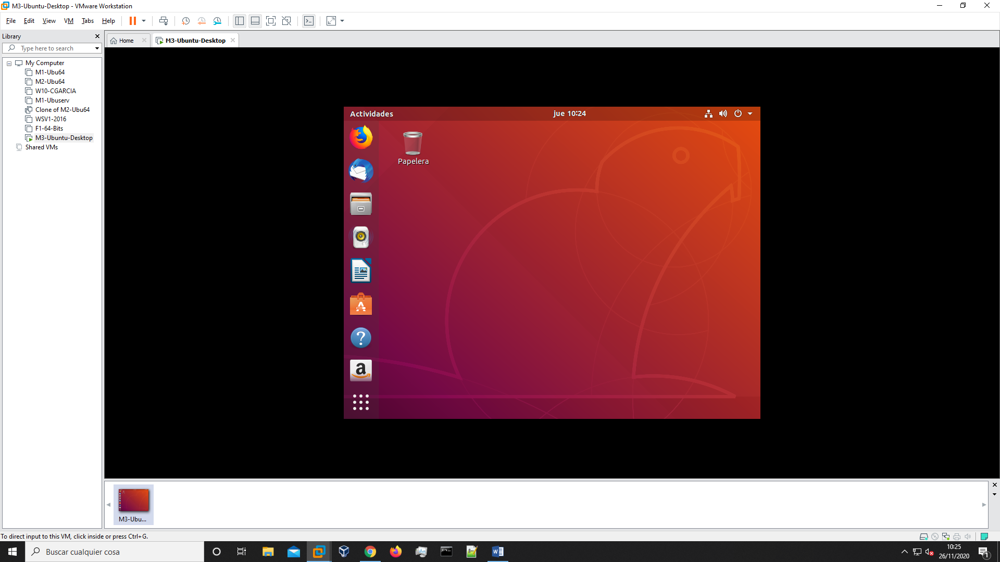 M3-Ubuntu-Desktop - VMware Workstation
File Edit View VM Tabs Help
Library
Type here to search
My Computer
M1-Ubu64
M2-Ubu64
W10-CGARCIA
M1-Ubuserv
Clone of M2-Ubu64
WSV1-2016
F1-64-Bits
M3-Ubuntu-Desktop
Shared VMs
Home
M3-Ubuntu-Desktop
Actividades
jue 10:24
Papelera
M3-Ubu...
To direct input to this VM, click inside or press Ctrl+G.
Buscar cualquier cosa
10:25
26/11/2020
1